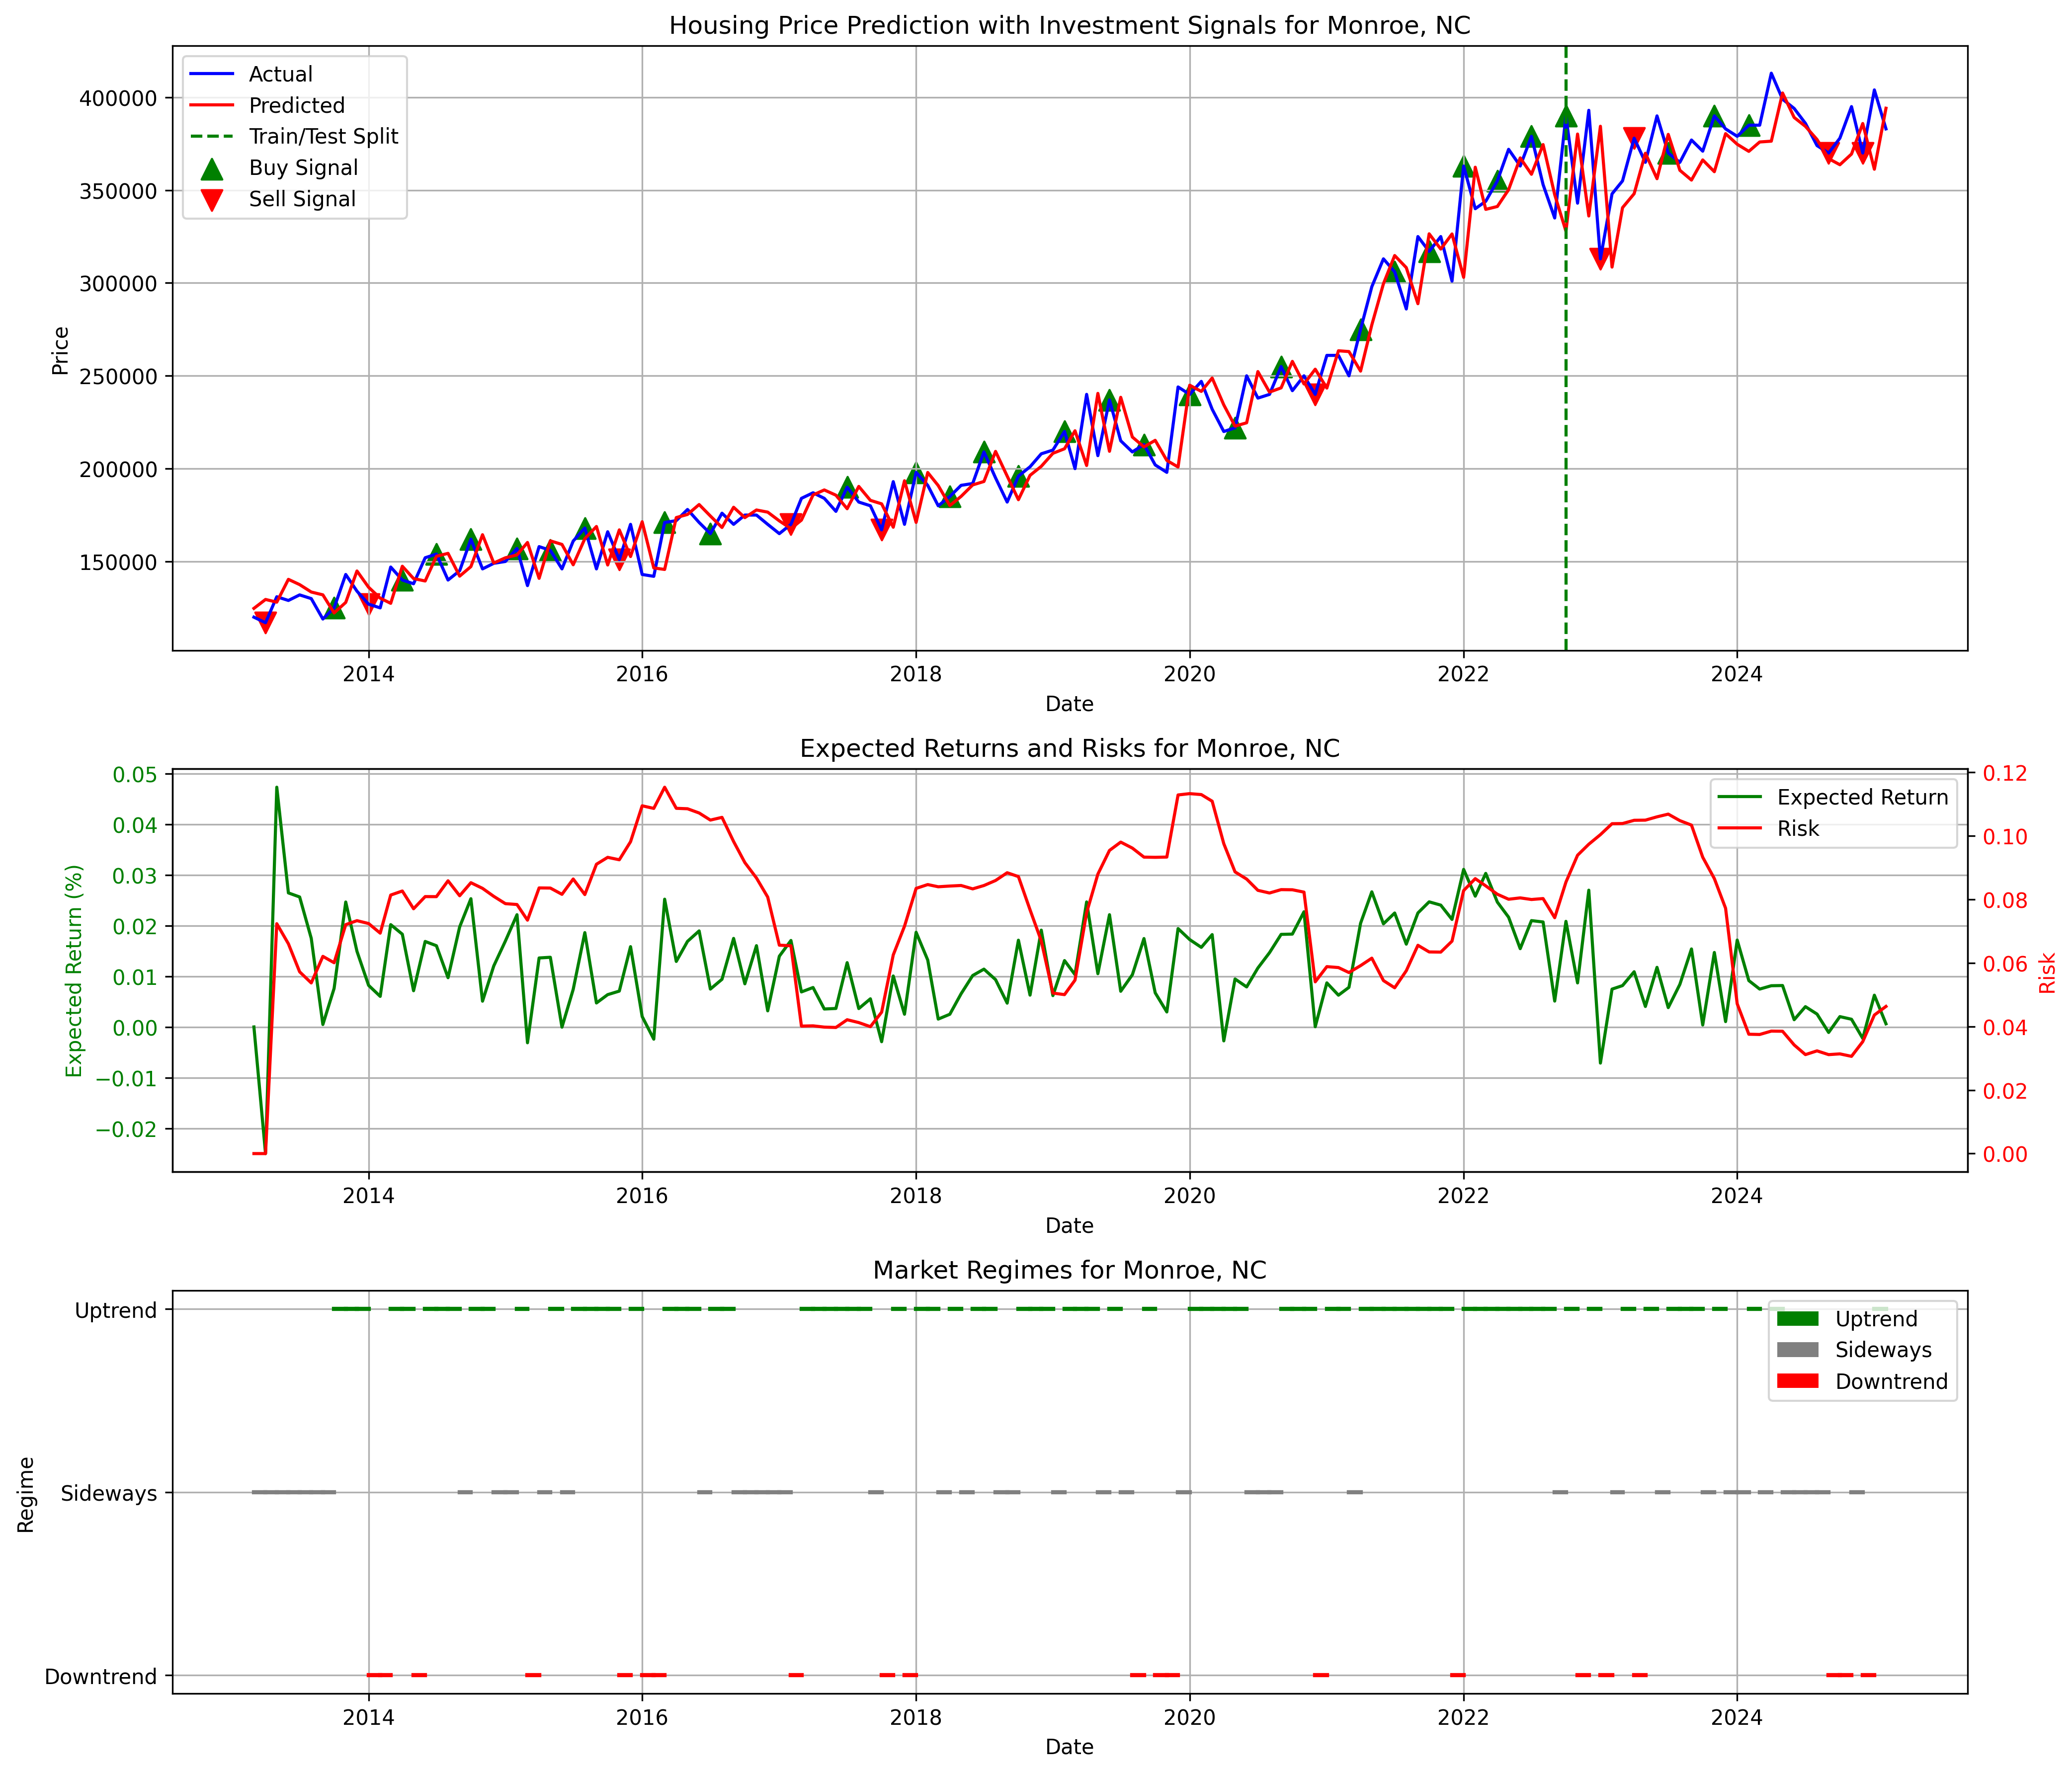 Housing Price Prediction with Investment Signals for Monroe, NC
Actual
Predicted
Train/Test Split
Buy Signal
Sell Signal
400000
350000
300000
250000
200000
150000
Price
2014 2016 2018 2020 2022 2024
Date
Expected Returns and Risks for Monroe, NC
Expected Return
Risk
0.05
0.04
0.03
0.02
0.01
0.00
−0.01
−0.02
Expected Return (%)
0.12
0.10
0.08
0.06
0.04
0.02
0.00
Risk
2014 2016 2018 2020 2022 2024
Date
Market Regimes for Monroe, NC
Uptrend
Sideways
Downtrend
Uptrend
Sideways
Downtrend
Regime
2014 2016 2018 2020 2022 2024
Date